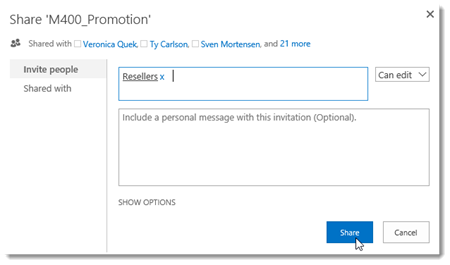 Share 'M400_Promotion'
Shared with Veronica Quek, Ty Carlson, Sven Mortensen, and 21 more
Invite people
Shared with
Resellers x
Can edit
Include a personal message with this invitation (Optional).
SHOW OPTIONS
Share
Cancel